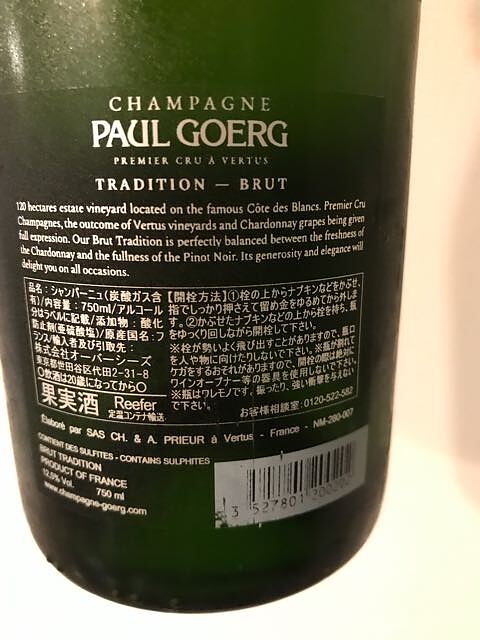 CHAMPAGNE
PAUL GOERG
PREMIER CRU À VERTUS
TRADITION — BRUT
120 hectares estate vineyard located on the famous Côte des Blancs. Premier Cru
Champagnes, the outcome of Vertus vineyards and Chardonnay grapes being given
full expression. Our Brut Tradition is perfectly balanced between the freshness of
the Chardonnay and the fullness of the Pinot Noir. Its generosity and elegance will
delight you on all occasions.
品名:シャンパーニュ(炭酸ガス含
有)/内容量:750ml/アルコール
分はラベルに記載/添加物:酸化
防止剤(亜硫酸塩)/原産国名:フ
ランス/輸入者及び引取先:
株式会社オーバーシーズ
東京都世田谷区代田2-31-8
〇飲酒は20歳になってから〇
果実酒 Reefer
定温コンテナ輸送
【開栓方法】①栓の上からナプキンなどをかぶせ、
指でしっかり押さえて留め金をゆるめてから外しま
す。②かぶせたナプキンなどの上から栓を持ち、瓶
をゆっくり回しながら開栓して下さい。
※栓が勢いよく飛び出すことがありますので、瓶口
を人や物に向けたりしないで下さい。※瓶が割れて
ケガをするおそれがありますので、開栓の際は絶対に
ワインオープナー等の器具を使用しないで下さい。
※瓶はワレモノです。振ったり、強い衝撃を与えない
で下さい。
お客様相談室:0120-522-582
Élaboré par SAS CH. & A. PRIEUR à Vertus - France - NM-260-007
CONTIENT DES SULFITES - CONTAINS SULPHITES
BRUT TRADITION
PRODUCT OF FRANCE
12,5% Vol. 750 ml
www.champagne-goerg.com
3 527801